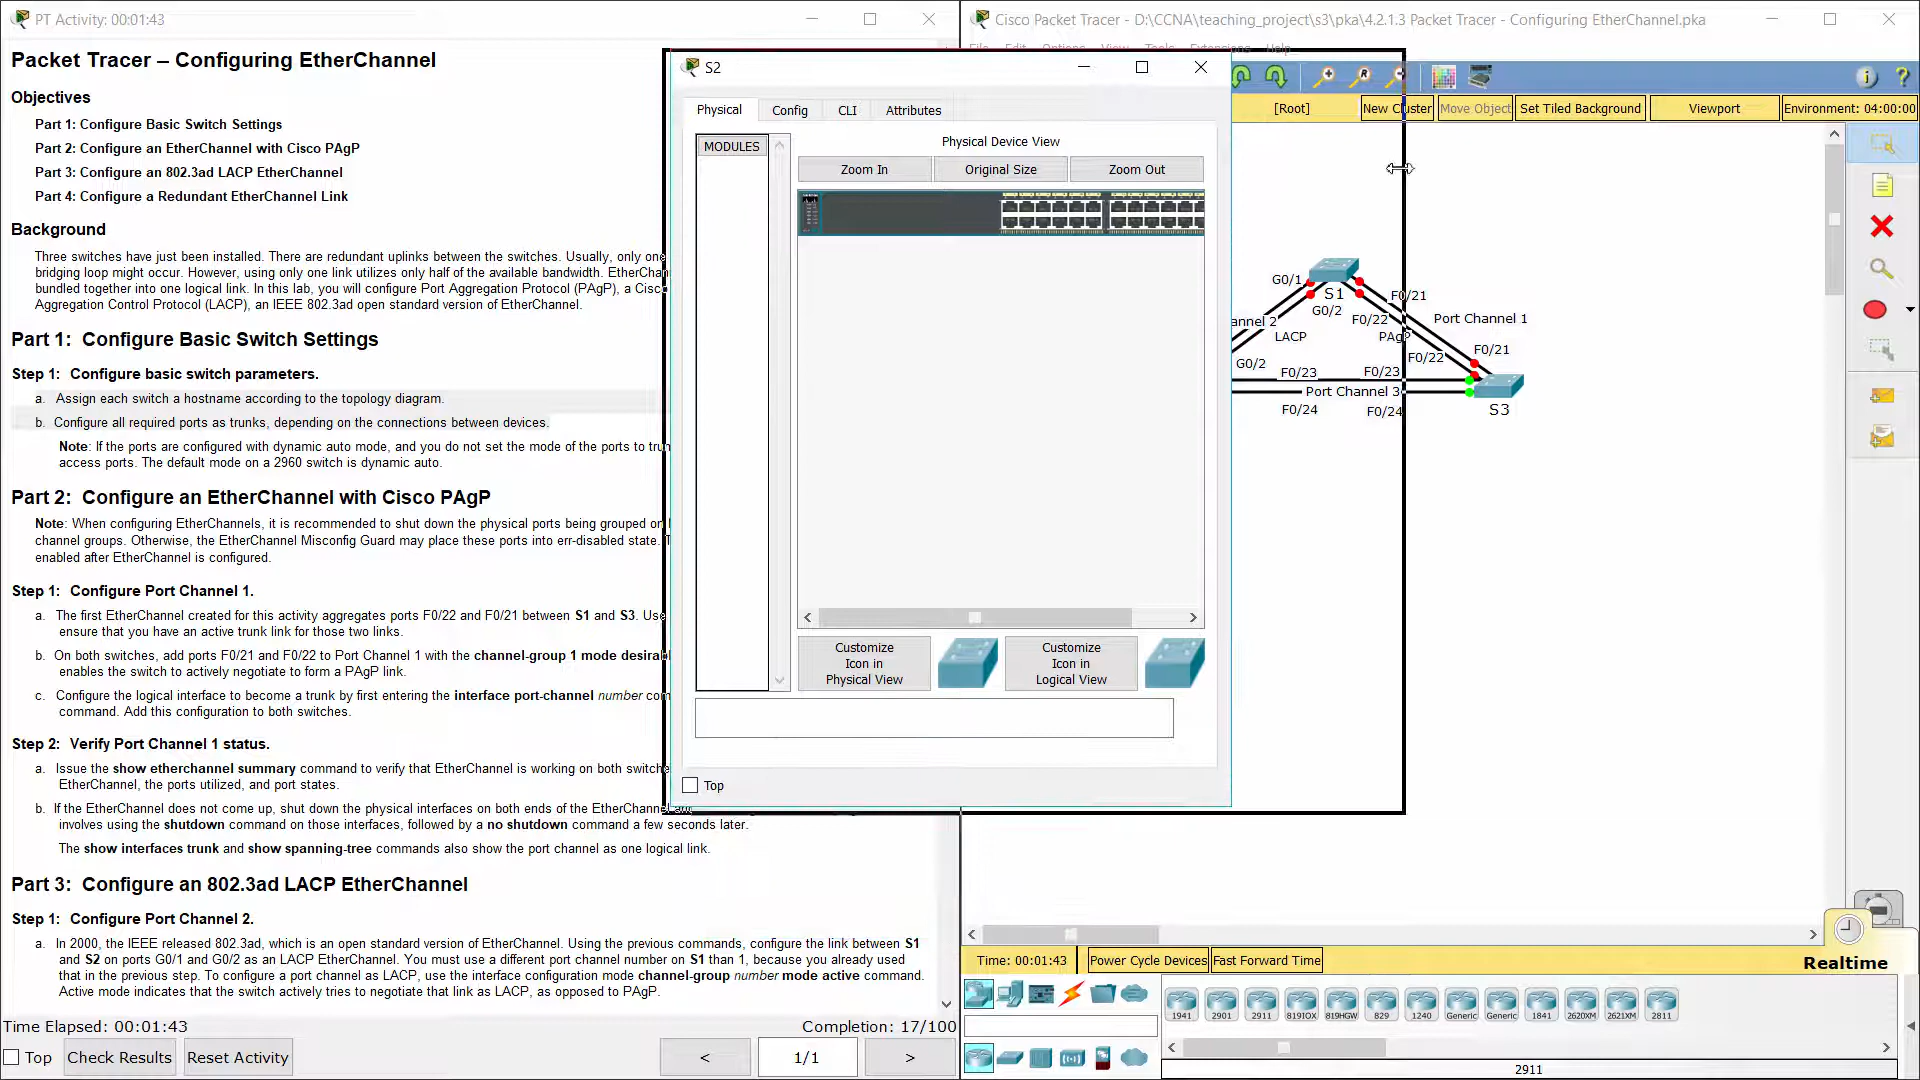 PT Activity: 00:01:43
Packet Tracer – Configuring EtherChannel
Objectives
Part 1: Configure Basic Switch Settings
Part 2: Configure an EtherChannel with Cisco PAgP
Part 3: Configure an 802.3ad LACP EtherChannel
Part 4: Configure a Redundant EtherChannel Link
Background
Three switches have just been installed. There are redundant uplinks between the switches. Usually, only one
bridging loop might occur. However, using only one link utilizes only half of the available bandwidth. EtherChan
bundled together into one logical link. In this lab, you will configure Port Aggregation Protocol (PAgP), a Cisc
Aggregation Control Protocol (LACP), an IEEE 802.3ad open standard version of EtherChannel.
Part 1: Configure Basic Switch Settings
Step 1: Configure basic switch parameters.
a. Assign each switch a hostname according to the topology diagram.
b. Configure all required ports as trunks, depending on the connections between devices.
Note: If the ports are configured with dynamic auto mode, and you do not set the mode of the ports to trun
access ports. The default mode on a 2960 switch is dynamic auto.
Part 2: Configure an EtherChannel with Cisco PAgP
Note: When configuring EtherChannels, it is recommended to shut down the physical ports being grouped on
channel groups. Otherwise, the EtherChannel Misconfig Guard may place these ports into err-disabled state.
enabled after EtherChannel is configured.
Step 1: Configure Port Channel 1.
a. The first EtherChannel created for this activity aggregates ports F0/22 and F0/21 between S1 and S3. Use
ensure that you have an active trunk link for those two links.
b. On both switches, add ports F0/21 and F0/22 to Port Channel 1 with the channel-group 1 mode desirab
enables the switch to actively negotiate to form a PAgP link.
c. Configure the logical interface to become a trunk by first entering the interface port-channel number com
command. Add this configuration to both switches.
Step 2: Verify Port Channel 1 status.
a. Issue the show etherchannel summary command to verify that EtherChannel is working on both switche
EtherChannel, the ports utilized, and port states.
b. If the EtherChannel does not come up, shut down the physical interfaces on both ends of the EtherChannel
involves using the shutdown command on those interfaces, followed by a no shutdown command a few seconds later.
The show interfaces trunk and show spanning-tree commands also show the port channel as one logical link.
Part 3: Configure an 802.3ad LACP EtherChannel
Step 1: Configure Port Channel 2.
a. In 2000, the IEEE released 802.3ad, which is an open standard version of EtherChannel. Using the previous commands, configure the link between S1
and S2 on ports G0/1 and G0/2 as an LACP EtherChannel. You must use a different port channel number on S1 than 1, because you already used
that in the previous step. To configure a port channel as LACP, use the interface configuration mode channel-group number mode active command.
Active mode indicates that the switch actively tries to negotiate that link as LACP, as opposed to PAgP.
Time Elapsed: 00:01:43
Completion: 17/100
Top
Check Results
Reset Activity
<
1/1
>
S2
Physical
Config
CLI
Attributes
MODULES
Physical Device View
Zoom In
Original Size
Zoom Out
Customize
Icon in
Physical View
Customize
Icon in
Logical View
Top
Cisco Packet Tracer - D:\CCNA\teaching_project\s3\pka\4.2.1.3 Packet Tracer - Configuring EtherChannel.pka
File Edit Options View Tools Extensions Help
[Root]
New Cluster
Move Object
Set Tiled Background
Viewport
Environment: 04:00:00
G0/1
S1
G0/2
F0/21
F0/22
Port Channel 1
annel 2
LACP
PAgP
G0/2
F0/22
F0/21
F0/23
F0/23
Port Channel 3
F0/24
F0/24
S3
Time: 00:01:43
Power Cycle Devices
Fast Forward Time
Realtime
1941
2901
2911
819IOX
819HGW
829
1240
Generic
Generic
1841
2620XM
2621XM
2811
2911